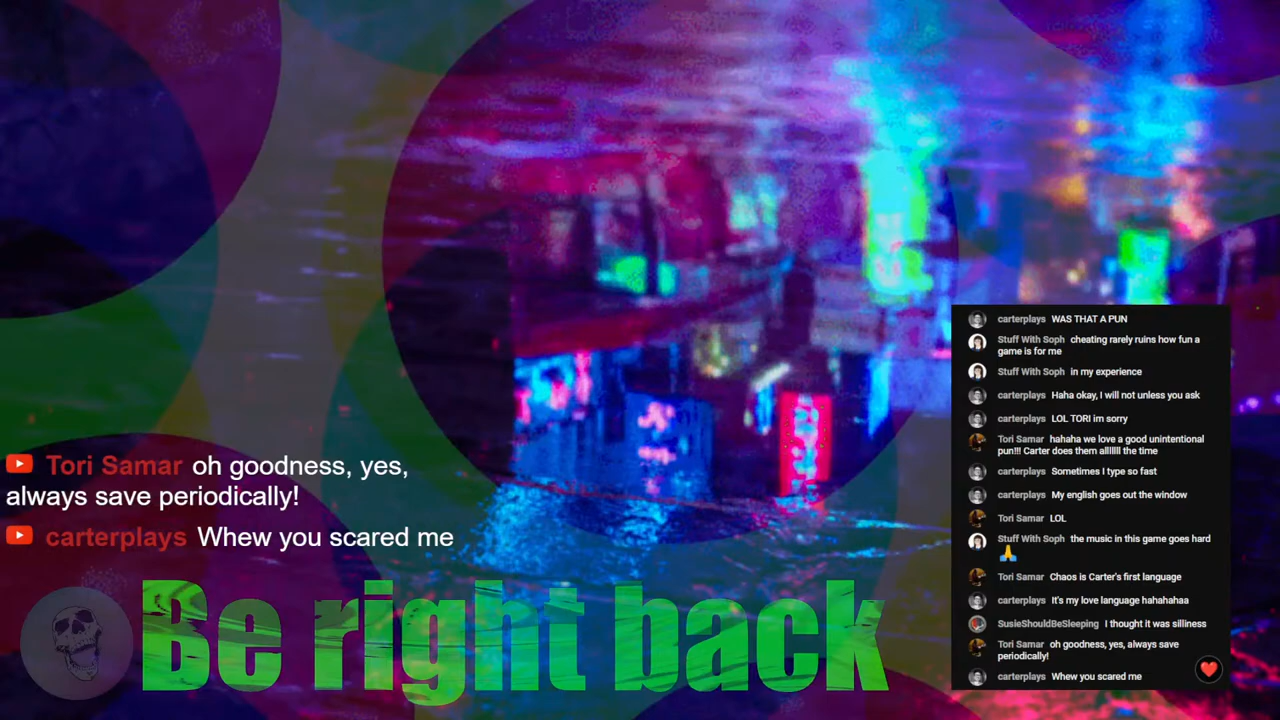 Tori Samar oh goodness, yes,
always save periodically!
carterplays Whew you scared me
Be right back
carterplays WAS THAT A PUN
Stuff With Soph cheating rarely ruins how fun a
game is for me
Stuff With Soph in my experience
carterplays Haha okay, I will not unless you ask
carterplays LOL TORI im sorry
Tori Samar hahaha we love a good unintentional
pun!!! Carter does them allllll the time
carterplays Sometimes I type so fast
carterplays My english goes out the window
Tori Samar LOL
Stuff With Soph the music in this game goes hard
🙏
Tori Samar Chaos is Carter's first language
carterplays It's my love language hahahahaa
SusieShouldBeSleeping I thought it was silliness
Tori Samar oh goodness, yes, always save
periodically!
carterplays Whew you scared me